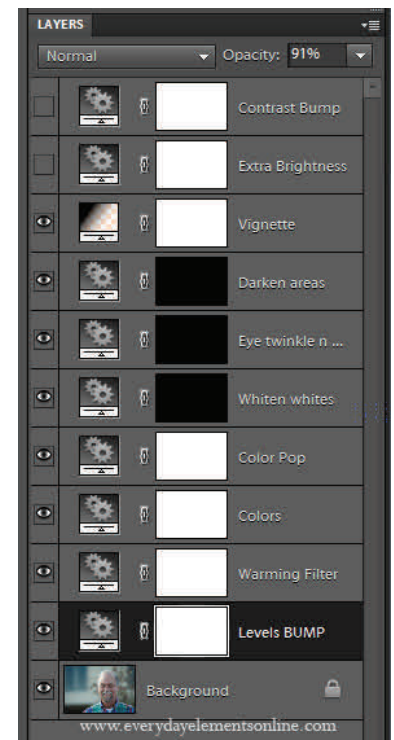 LAYERS
Normal Opacity: 91%
Contrast Bump
Extra Brightness
Vignette
Darken areas
Eye twinkle n ...
Whiten whites
Color Pop
Colors
Warming Filter
Levels BUMP
Background
www.everydayelementsonline.com